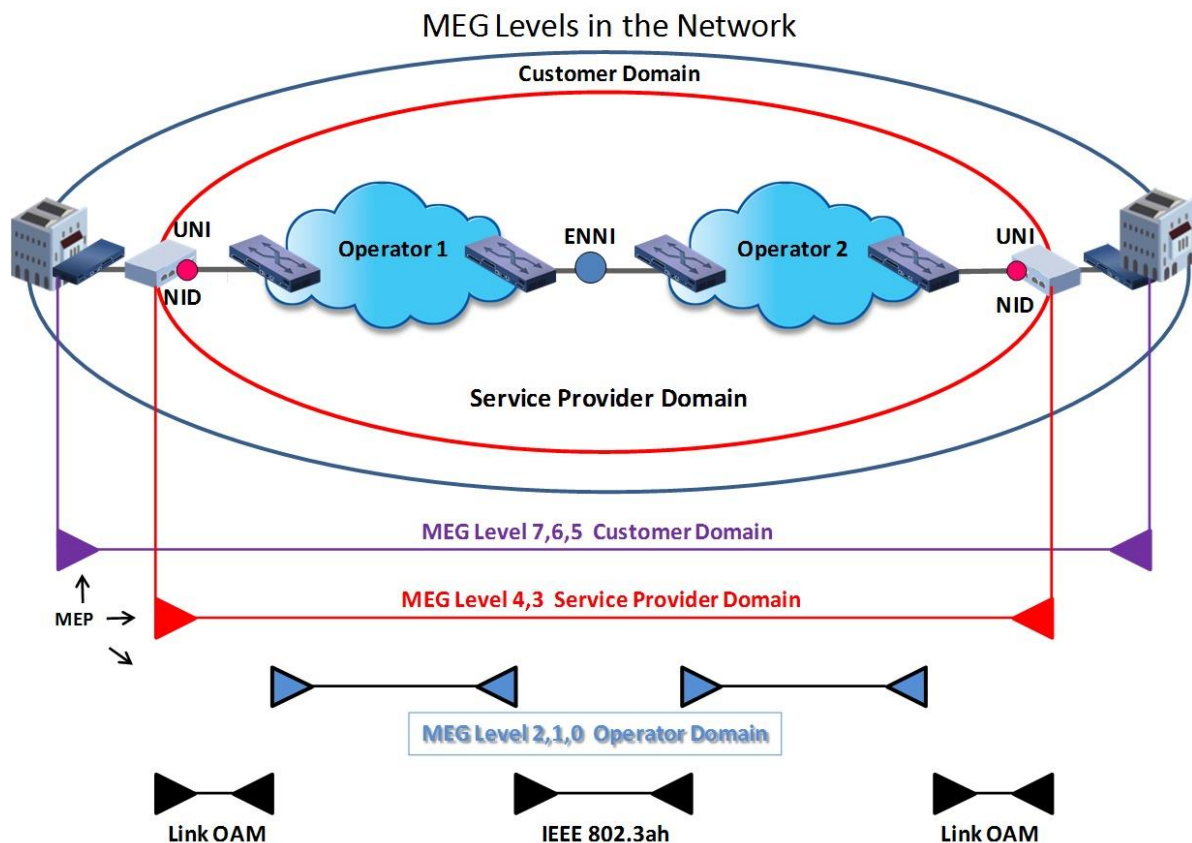 MEG Levels in the Network
Customer Domain
UNI
Operator 1
ENNI
Operator 2
UNI
NID
NID
Service Provider Domain
MEG Level 7,6,5 Customer Domain
MEP
MEG Level 4,3 Service Provider Domain
MEG Level 2,1,0 Operator Domain
Link OAM
IEEE 802.3ah
Link OAM